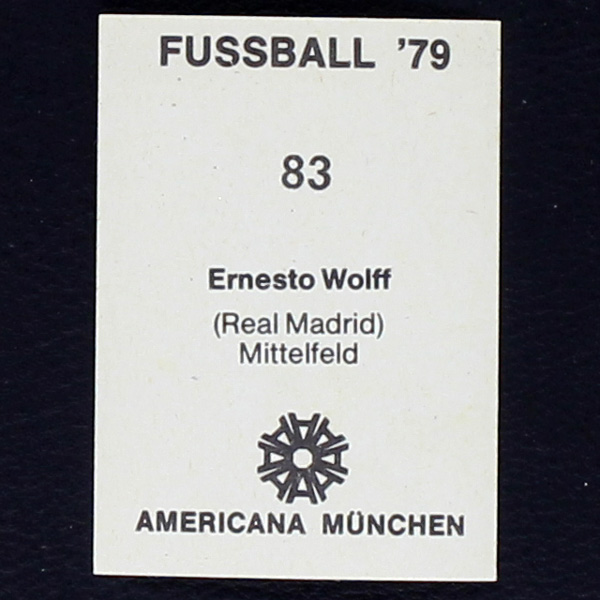 FUSSBALL '79
83
Ernesto Wolff
(Real Madrid)
Mittelfeld
AMERICANA MÜNCHEN